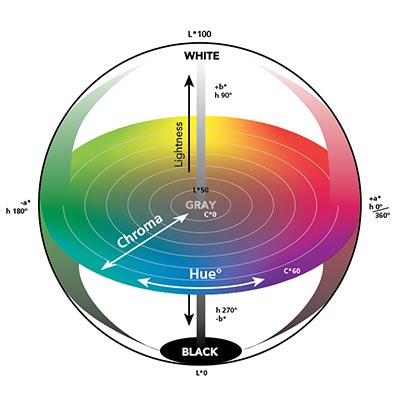 L*100
WHITE
+b*
h 90°
Lightness
L*50
GRAY
C*0
-a*
h 180°
+a*
h 0°
360°
Chroma
Hue°
C*60
h 270°
-b*
BLACK
L*0